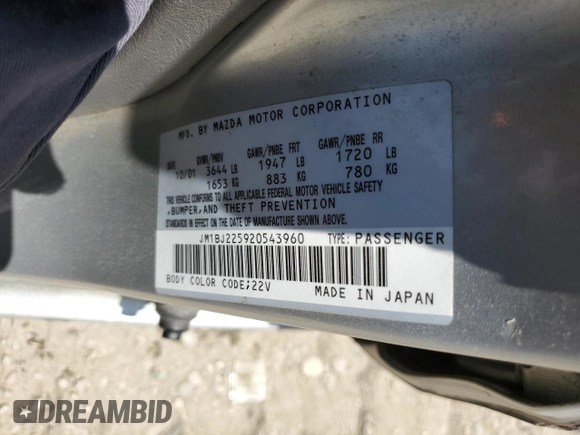 MFD. BY MAZDA MOTOR CORPORATION
DATE GVWR/PNBV GAWR/PNBE FRT GAWR/PNBE RR
10/01 3644 LB 1947 LB 1720 LB
1653 KG 883 KG 780 KG
THIS VEHICLE CONFORMS TO ALL APPLICABLE FEDERAL MOTOR VEHICLE SAFETY
,BUMPER,AND THEFT PREVENTION
STANDARDS IN EFFECT ON THE DATE OF MANUFACTURE SHOWN ABOVE.
JM1BJ225920543960 TYPE: PASSENGER
BODY COLOR CODE;22V MADE IN JAPAN
DREAMBID